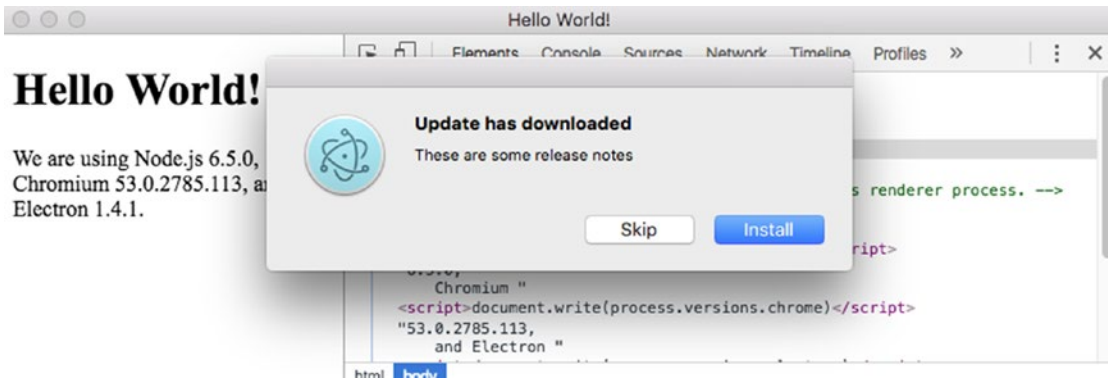 Hello World!
Elements Console Sources Network Timeline Profiles »
Hello World!
We are using Node.js 6.5.0,
Chromium 53.0.2785.113,
Electron 1.4.1.
Update has downloaded
These are some release notes
Skip Install
renderer process. -->
Chromium "
<script>document.write(process.versions.chrome)</script>
"53.0.2785.113,
and Electron "
html body